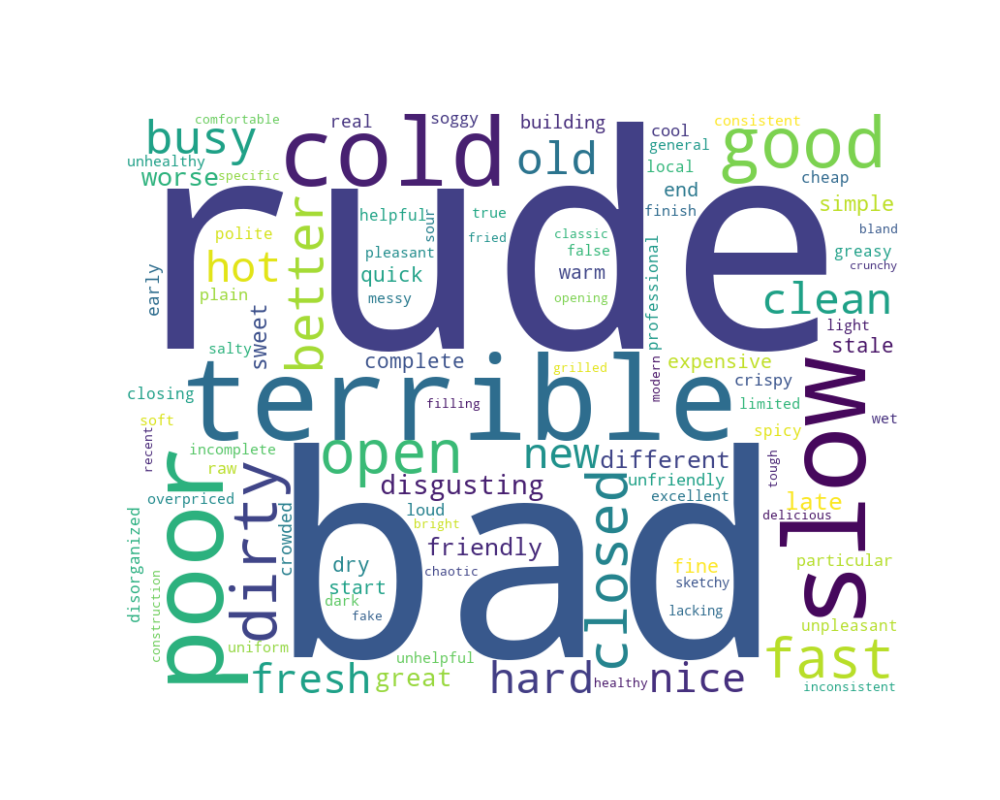 comfortable
real
soggy
building
cool
consistent
busy
cold
old
general
good
unhealthy
local
worse
specific
end
cheap
rude
better
helpful
sour
true
finish
simple
polite
fried
classic
bland
hot
pleasant
false
professional
greasy
early
quick
warm
crunchy
plain
messy
opening
clean
sweet
light
salty
complete
stale
terrible
grilled
modern
expensive
slow
closing
filling
crispy
limited
soft
wet
recent
incomplete
open
new
different
spicy
tough
poor
raw
dirty
disgusting
unfriendly
overpriced
excellent
late
crowded
loud
closed
delicious
disorganized
bad
bright
friendly
dry
chaotic
fine
particular
construction
start
sketchy
dark
fake
lacking
unpleasant
uniform
unhelpful
fast
fresh
great
hard
healthy
nice
inconsistent